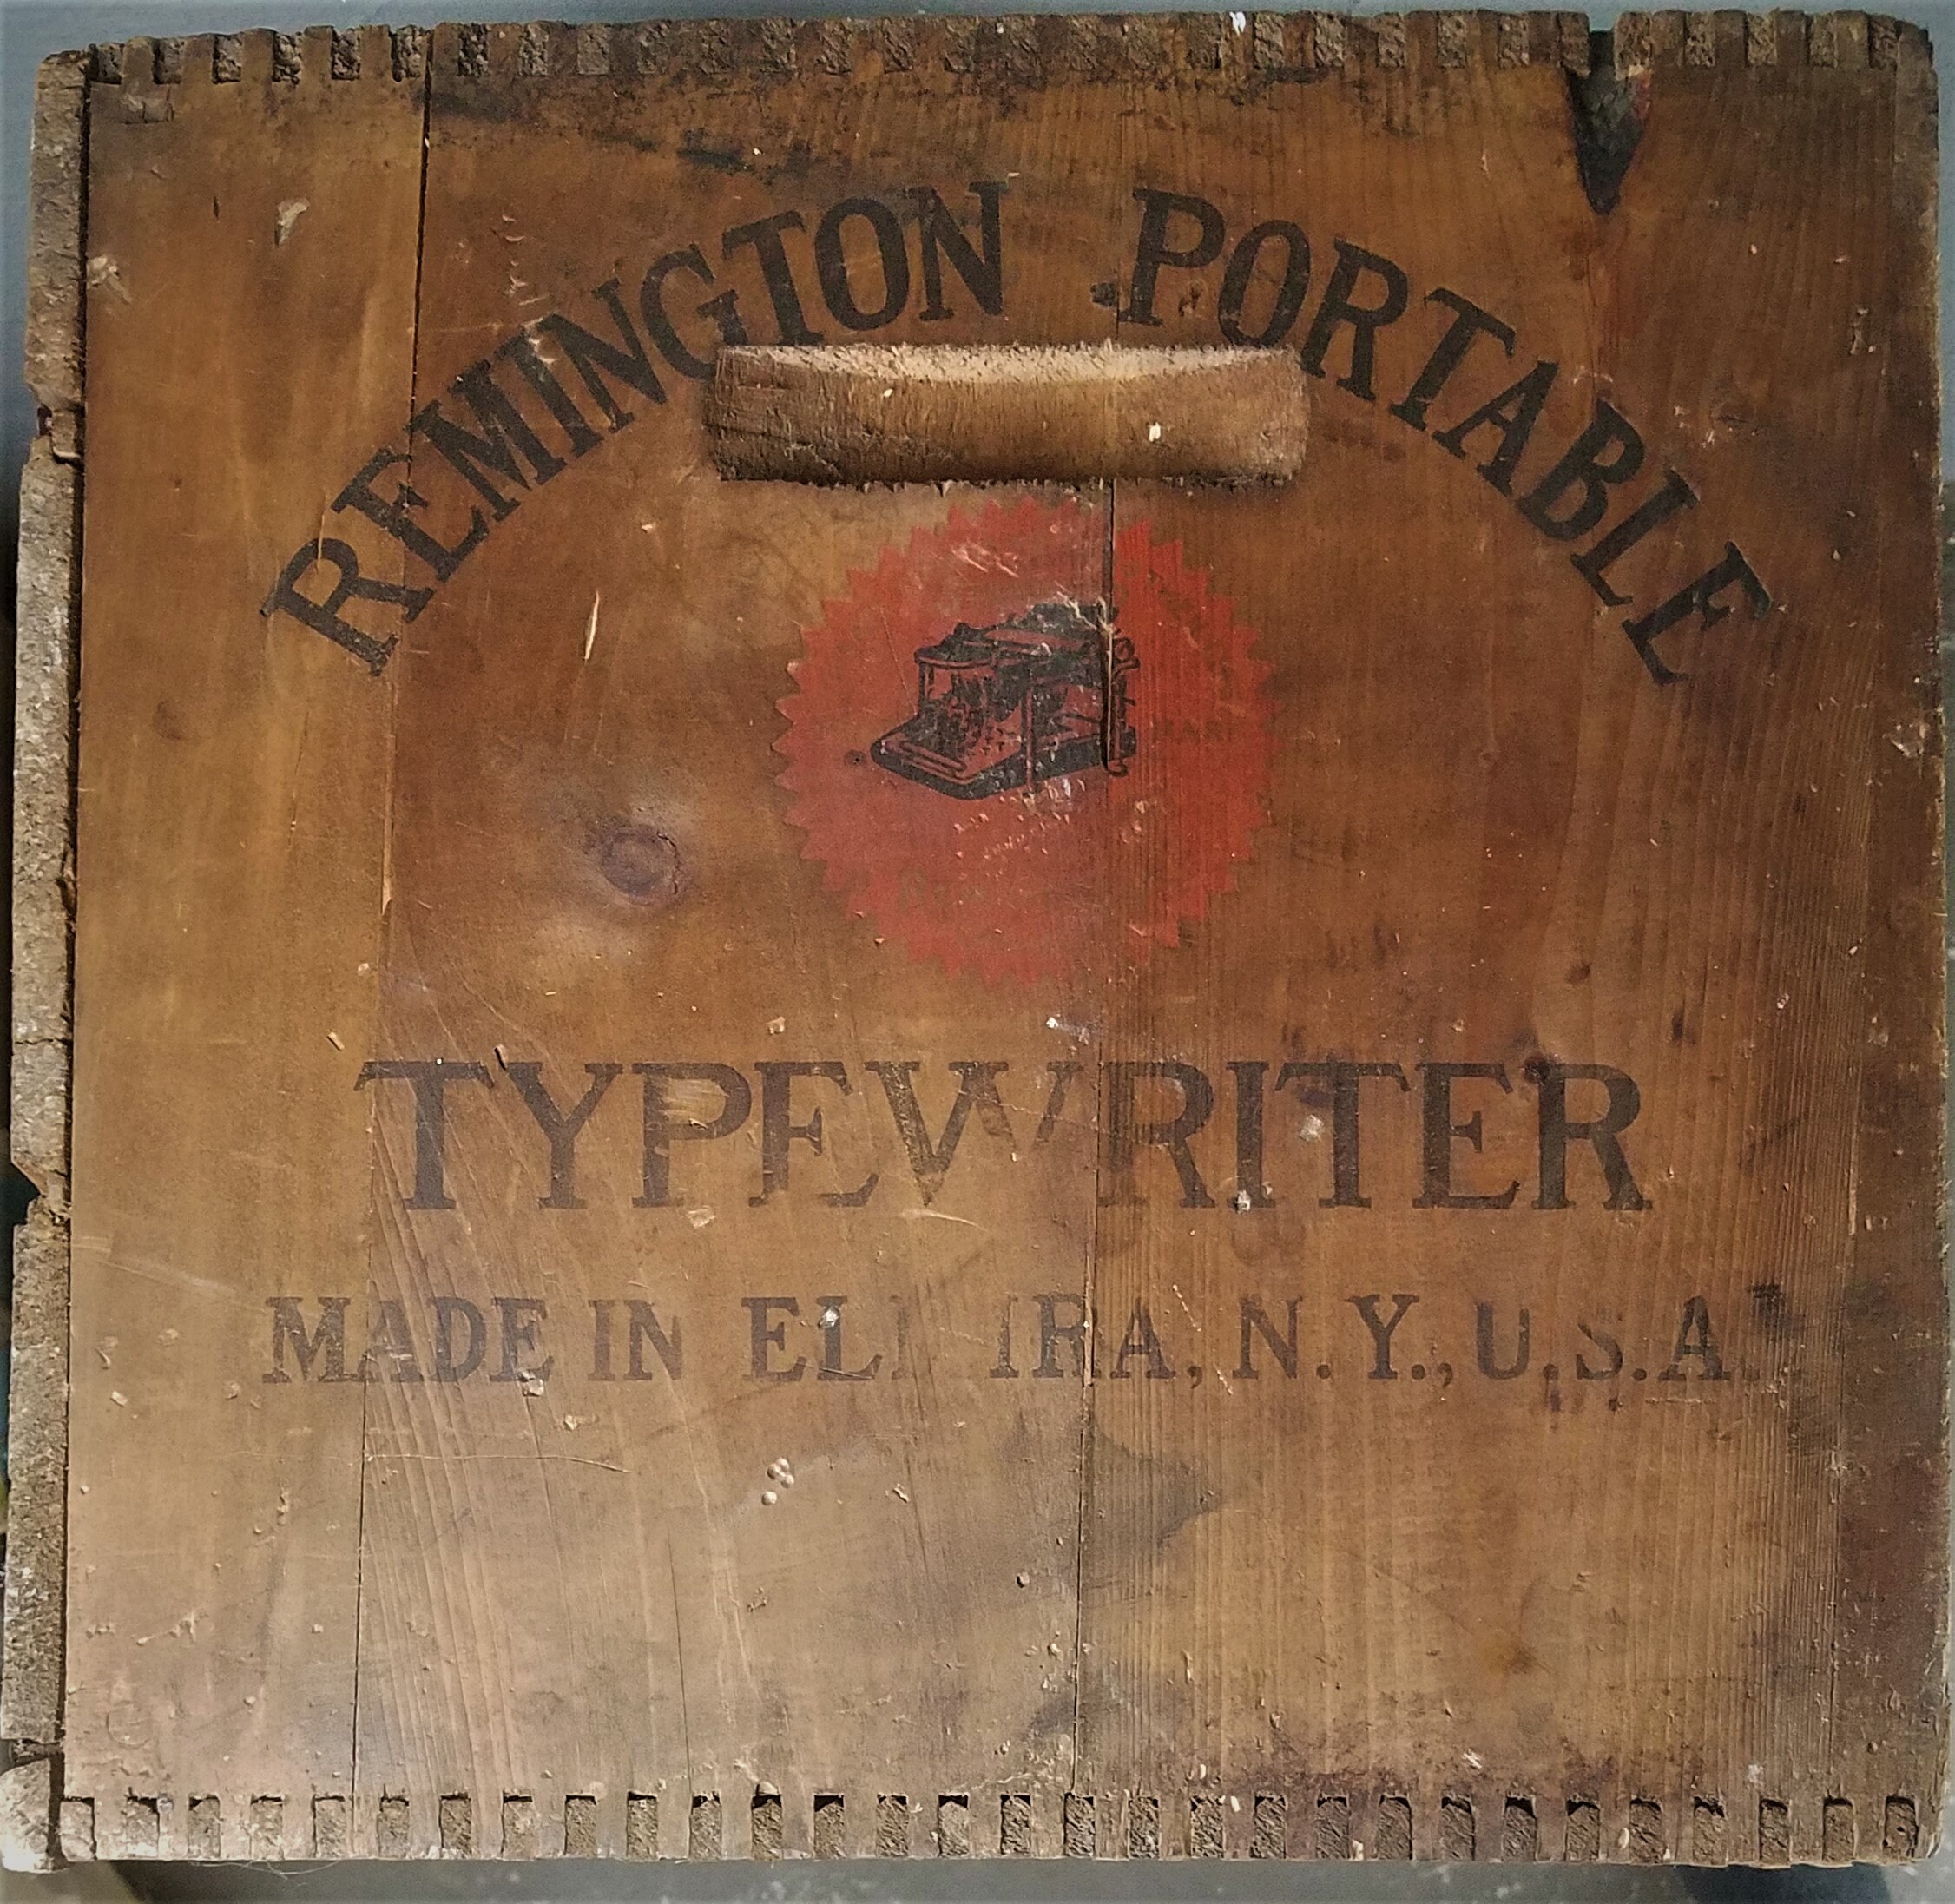 REMINGTON PORTABLE
TYPEWRITER
MADE IN ELMIRA, N.Y., U.S.A.